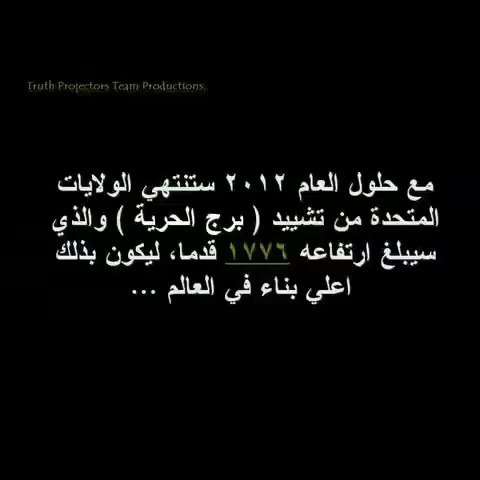 Truth Projectors Team Productions.
مع حلول العام ٢٠١٢ ستنتهي الولايات
المتحدة من تشييد ( برج الحرية ) والذي
سيبلغ ارتفاعه ١٧٧٦ قدما، ليكون بذلك
اعلي بناء في العالم ...